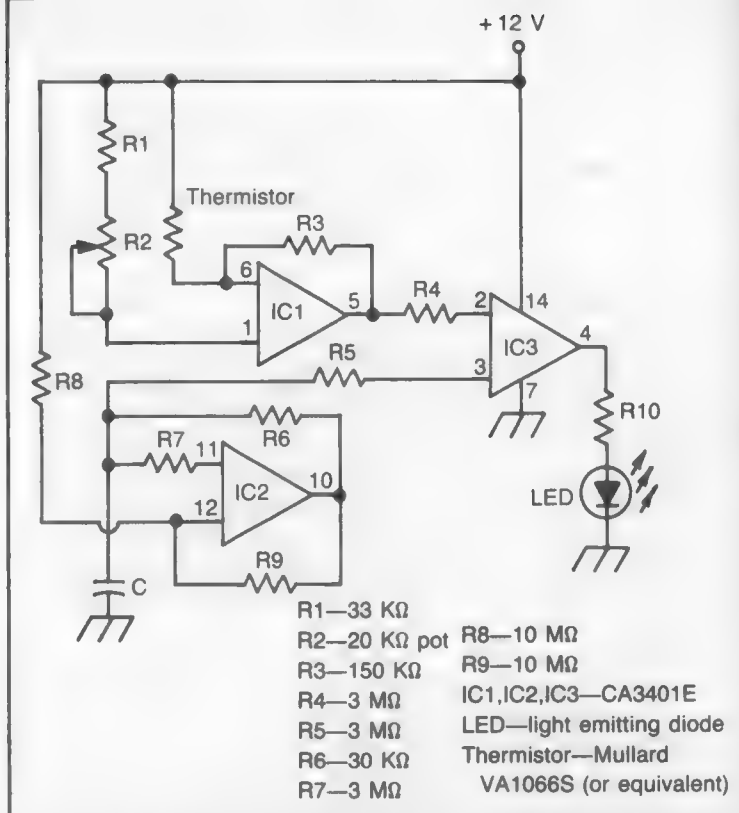 + 12 V
R1
Thermistor
R2
R3
6
5
R4
2
14
IC1
IC3
4
1
R5
3
7
R8
R6
R10
R7
11
10
IC2
12
LED
R9
C
R1—33 KΩ
R2—20 KΩ pot
R3—150 KΩ
R4—3 MΩ
R5—3 MΩ
R6—30 KΩ
R7—3 MΩ
R8—10 MΩ
R9—10 MΩ
IC1,IC2,IC3—CA3401E
LED—light emitting diode
Thermistor—Mullard
VA1066S (or equivalent)